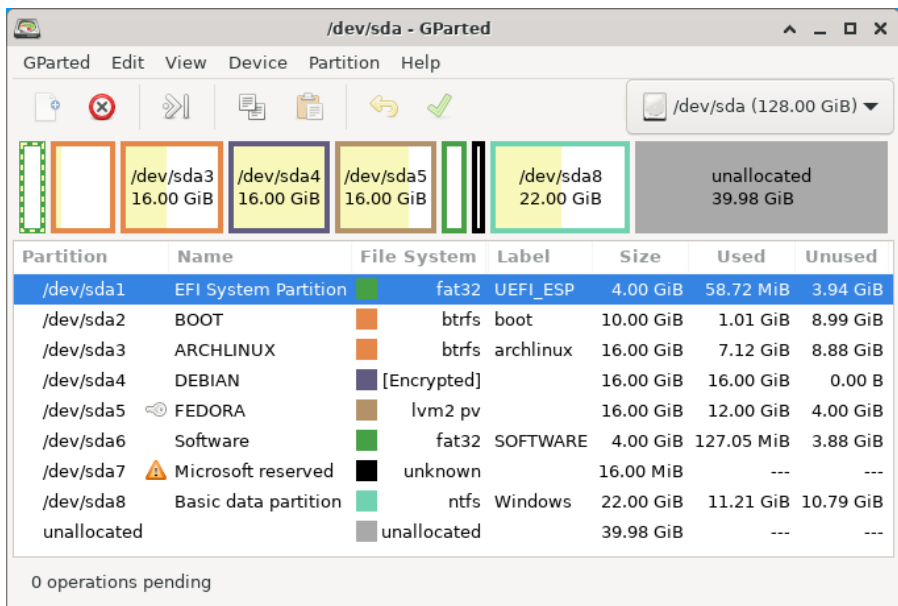 /dev/sda - GParted
GParted Edit View Device Partition Help
/dev/sda (128.00 GiB)
/dev/sda3 /dev/sda4 /dev/sda5 /dev/sda8 unallocated
16.00 GiB 16.00 GiB 16.00 GiB 22.00 GiB 39.98 GiB
Partition Name File System Label Size Used Unused
/dev/sda1 EFI System Partition fat32 UEFI_ESP 4.00 GiB 58.72 MiB 3.94 GiB
/dev/sda2 BOOT btrfs boot 10.00 GiB 1.01 GiB 8.99 GiB
/dev/sda3 ARCHLINUX btrfs archlinux 16.00 GiB 7.12 GiB 8.88 GiB
/dev/sda4 DEBIAN [Encrypted] 16.00 GiB 16.00 GiB 0.00 B
/dev/sda5 FEDORA lvm2 pv 16.00 GiB 12.00 GiB 4.00 GiB
/dev/sda6 Software fat32 SOFTWARE 4.00 GiB 127.05 MiB 3.88 GiB
/dev/sda7 Microsoft reserved unknown 16.00 MiB --- ---
/dev/sda8 Basic data partition ntfs Windows 22.00 GiB 11.21 GiB 10.79 GiB
unallocated unallocated 39.98 GiB --- ---
0 operations pending